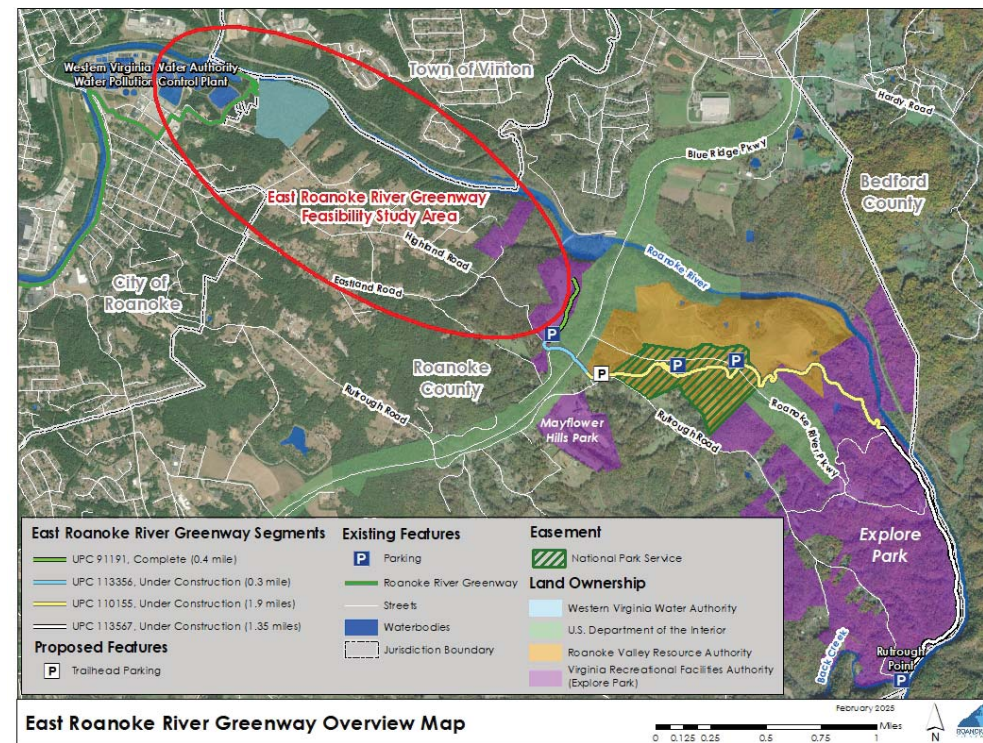 Western Virginia Water Authority
Water Pollution Control Plant
Town of Vinton
Hardy Road
Blue Ridge Pkwy
Bedford
County
East Roanoke River Greenway
Feasibility Study Area
Highland Road
Roanoke River
City of
Roanoke
Eastland Road
P
Roanoke
County
P
P
P
Rutrough Road
Mayflower
Hills Park
Rutrough Road
Roanoke River Pkwy
Explore
Park
Back Creek
Rutrough
Point
P
East Roanoke River Greenway Segments
UPC 91191, Complete (0.4 mile)
UPC 113356, Under Construction (0.3 mile)
UPC 110155, Under Construction (1.9 miles)
UPC 113567, Under Construction (1.35 miles)
Proposed Features
P Trailhead Parking
Existing Features
P Parking
Roanoke River Greenway
Streets
Waterbodies
Jurisdiction Boundary
Easement
National Park Service
Land Ownership
Western Virginia Water Authority
U.S. Department of the Interior
Roanoke Valley Resource Authority
Virginia Recreational Facilities Authority
(Explore Park)
East Roanoke River Greenway Overview Map
February 2025
Miles
0 0.125 0.25 0.5 0.75 1
N